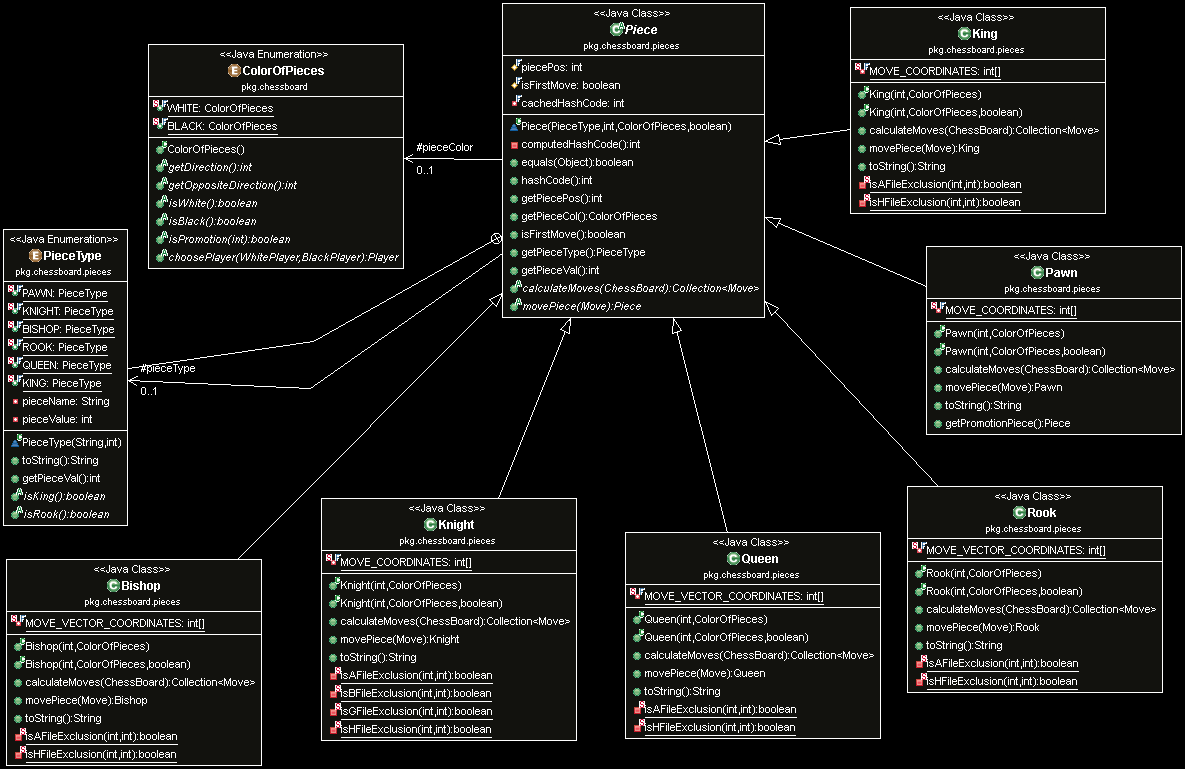 <<Java Class>>
Piece
pkg.chessboard.pieces
piecePos: int
isFirstMove: boolean
cachedHashCode: int
Piece(PieceType,int,ColorOfPieces,boolean)
computedHashCode():int
equals(Object):boolean
hashCode():int
getPiecePos():int
getPieceCol():ColorOfPieces
isFirstMove():boolean
getPieceType():PieceType
getPieceVal():int
calculateMoves(ChessBoard):Collection<Move>
movePiece(Move):Piece
<<Java Class>>
King
pkg.chessboard.pieces
MOVE_COORDINATES: int[]
King(int,ColorOfPieces)
King(int,ColorOfPieces,boolean)
calculateMoves(ChessBoard):Collection<Move>
movePiece(Move):King
toString():String
isAFileExclusion(int,int):boolean
isHFileExclusion(int,int):boolean
<<Java Enumeration>>
ColorOfPieces
pkg.chessboard
WHITE: ColorOfPieces
BLACK: ColorOfPieces
ColorOfPieces()
getDirection():int
getOppositeDirection():int
isWhite():boolean
isBlack():boolean
isPromotion(int):boolean
choosePlayer(WhitePlayer,BlackPlayer):Player
#pieceColor
0..1
<<Java Enumeration>>
PieceType
pkg.chessboard.pieces
PAWN: PieceType
KNIGHT: PieceType
BISHOP: PieceType
ROOK: PieceType
QUEEN: PieceType
KING: PieceType
pieceName: String
pieceValue: int
PieceType(String,int)
toString():String
getPieceVal():int
isKing():boolean
isRook():boolean
#pieceType
0..1
<<Java Class>>
Pawn
pkg.chessboard.pieces
MOVE_COORDINATES: int[]
Pawn(int,ColorOfPieces)
Pawn(int,ColorOfPieces,boolean)
calculateMoves(ChessBoard):Collection<Move>
movePiece(Move):Pawn
toString():String
getPromotionPiece():Piece
<<Java Class>>
Bishop
pkg.chessboard.pieces
MOVE_VECTOR_COORDINATES: int[]
Bishop(int,ColorOfPieces)
Bishop(int,ColorOfPieces,boolean)
calculateMoves(ChessBoard):Collection<Move>
movePiece(Move):Bishop
toString():String
isAFileExclusion(int,int):boolean
isHFileExclusion(int,int):boolean
<<Java Class>>
Knight
pkg.chessboard.pieces
MOVE_COORDINATES: int[]
Knight(int,ColorOfPieces)
Knight(int,ColorOfPieces,boolean)
calculateMoves(ChessBoard):Collection<Move>
movePiece(Move):Knight
toString():String
isAFileExclusion(int,int):boolean
isBFileExclusion(int,int):boolean
isGFileExclusion(int,int):boolean
isHFileExclusion(int,int):boolean
<<Java Class>>
Queen
pkg.chessboard.pieces
MOVE_VECTOR_COORDINATES: int[]
Queen(int,ColorOfPieces)
Queen(int,ColorOfPieces,boolean)
calculateMoves(ChessBoard):Collection<Move>
movePiece(Move):Queen
toString():String
isAFileExclusion(int,int):boolean
isHFileExclusion(int,int):boolean
<<Java Class>>
Rook
pkg.chessboard.pieces
MOVE_VECTOR_COORDINATES: int[]
Rook(int,ColorOfPieces)
Rook(int,ColorOfPieces,boolean)
calculateMoves(ChessBoard):Collection<Move>
movePiece(Move):Rook
toString():String
isAFileExclusion(int,int):boolean
isHFileExclusion(int,int):boolean